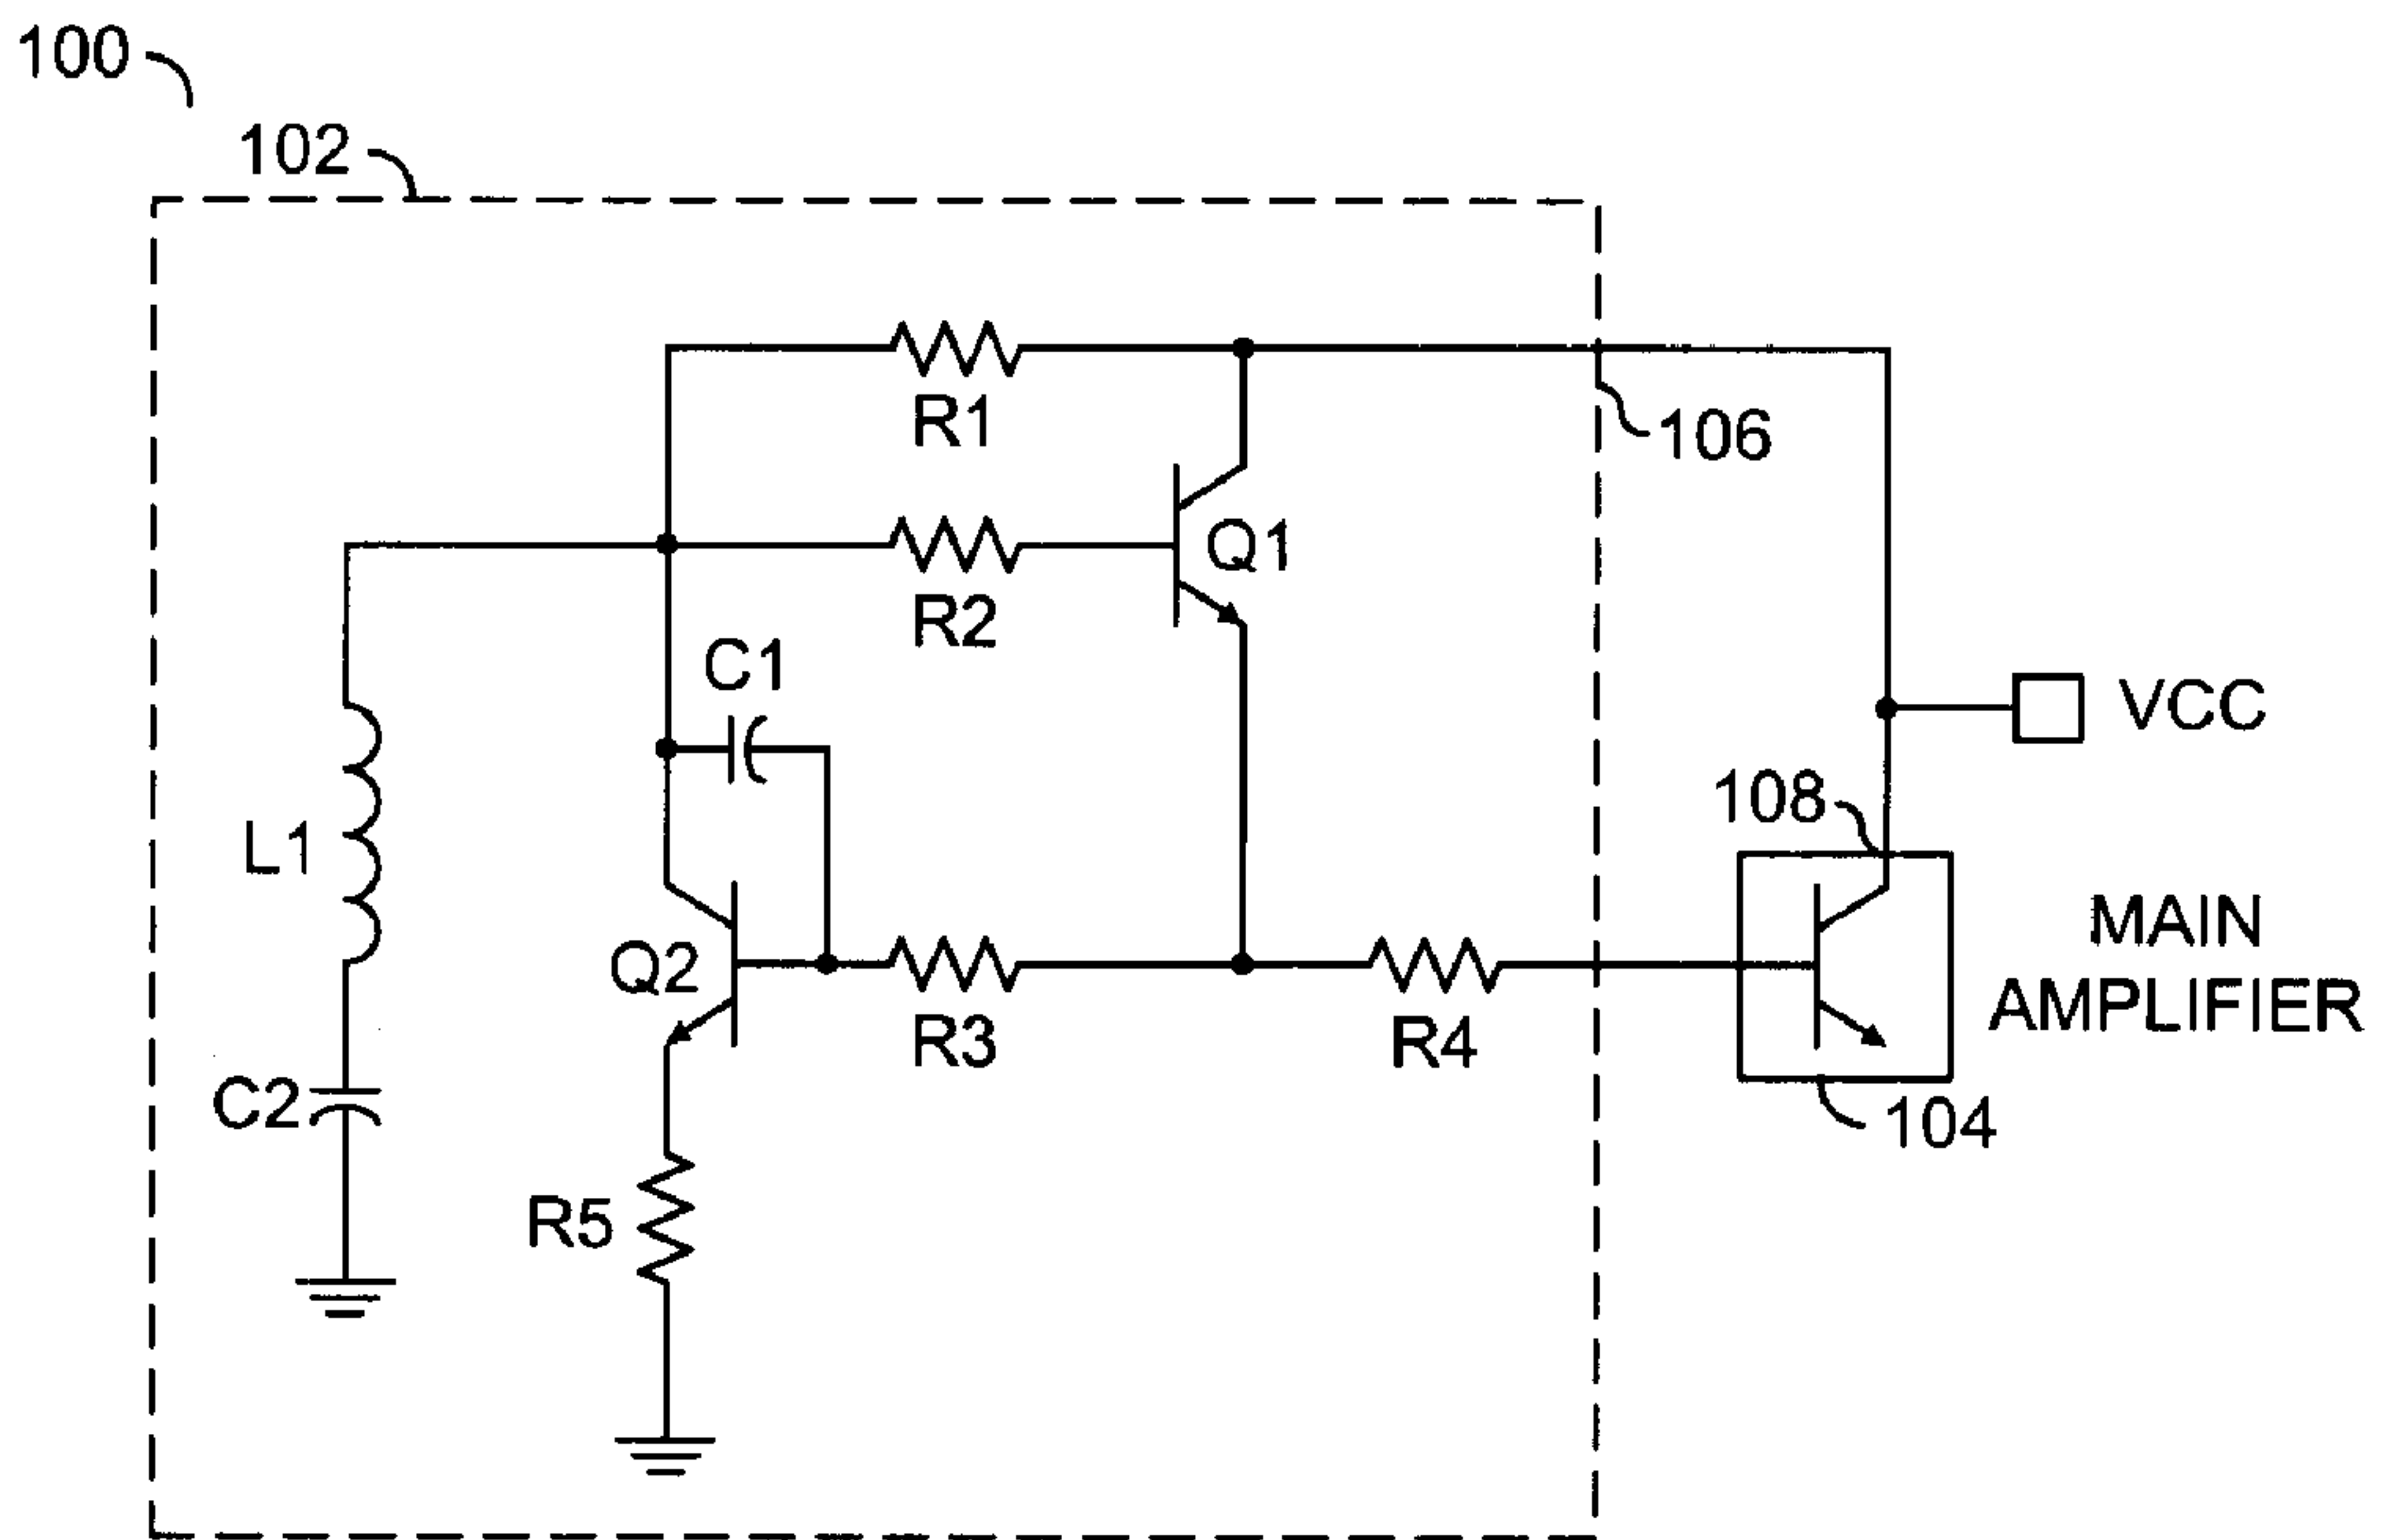 100
102
R1
106
Q1
R2
C1
VCC
108
L1
MAIN
AMPLIFIER
Q2
R3
R4
C2
104
R5